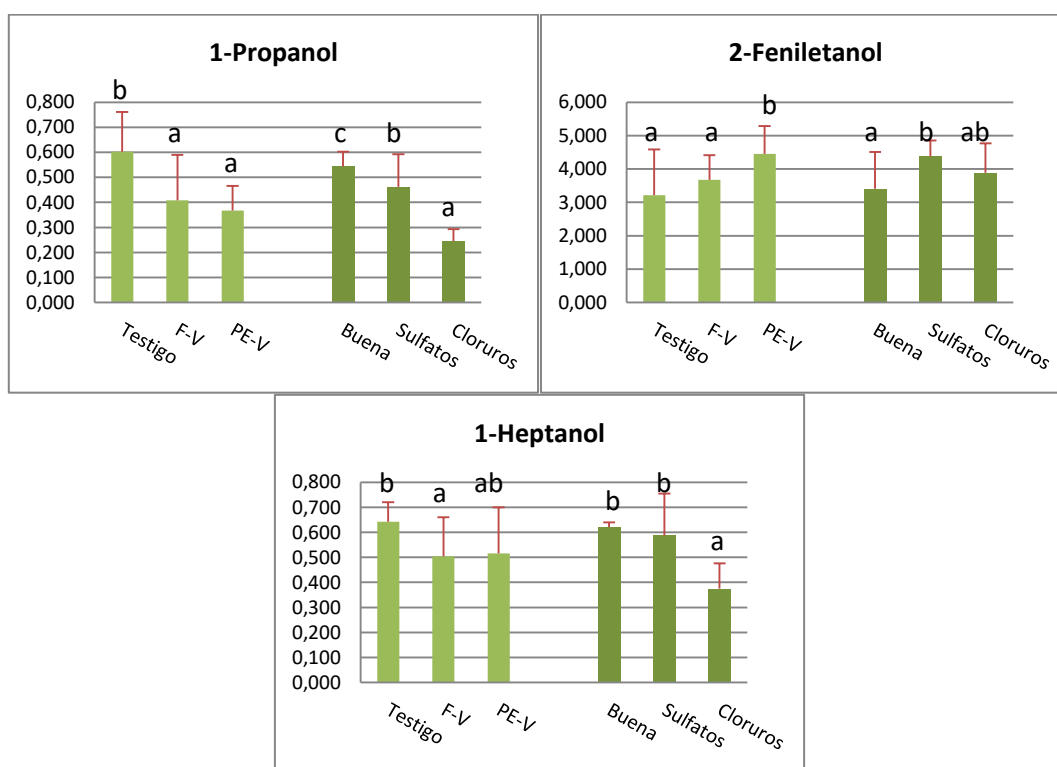 1-Propanol
0,800
0,700
0,600
0,500
0,400
0,300
0,200
0,100
0,000
b
a
a
c
b
a
Testigo
F-V
PE-V
Buena
Sulfatos
Cloruros
2-Feniletanol
6,000
5,000
4,000
3,000
2,000
1,000
0,000
a
a
b
a
b
ab
Testigo
F-V
PE-V
Buena
Sulfatos
Cloruros
1-Heptanol
0,800
0,700
0,600
0,500
0,400
0,300
0,200
0,100
0,000
b
a
ab
b
b
a
Testigo
F-V
PE-V
Buena
Sulfatos
Cloruros